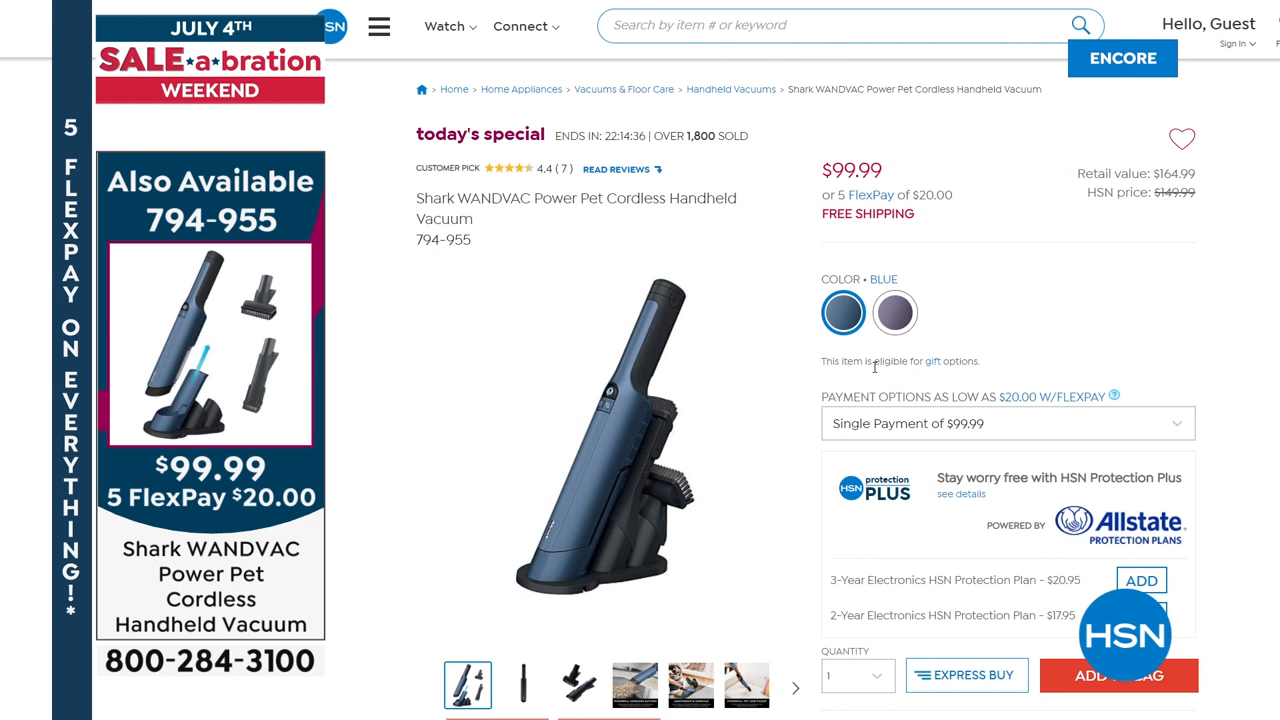 JULY 4TH
SALE★a★bration
WEEKEND
5 FLEXPAY ON EVERYTHING!*
Also Available
794-955
$99.99
5 FlexPay $20.00
Shark WANDVAC
Power Pet
Cordless
Handheld Vacuum
800-284-3100
SN
Watch
Connect
Search by item # or keyword
Hello, Guest
Sign In
ENCORE
> Home > Home Appliances > Vacuums & Floor Care > Handheld Vacuums > Shark WANDVAC Power Pet Cordless Handheld Vacuum
today's special ENDS IN: 22:14:36 | OVER 1,800 SOLD
CUSTOMER PICK 4.4 ( 7 ) READ REVIEWS
Shark WANDVAC Power Pet Cordless Handheld
Vacuum
794-955
$99.99
or 5 FlexPay of $20.00
FREE SHIPPING
Retail value: $164.99
HSN price: $149.99
COLOR • BLUE
This item is eligible for gift options.
PAYMENT OPTIONS AS LOW AS $20.00 W/FLEXPAY ?
Single Payment of $99.99
HSN protection PLUS
Stay worry free with HSN Protection Plus
see details
POWERED BY Allstate
PROTECTION PLANS
3-Year Electronics HSN Protection Plan - $20.95 ADD
2-Year Electronics HSN Protection Plan - $17.95
HSN
QUANTITY
1
EXPRESS BUY
ADD BAG